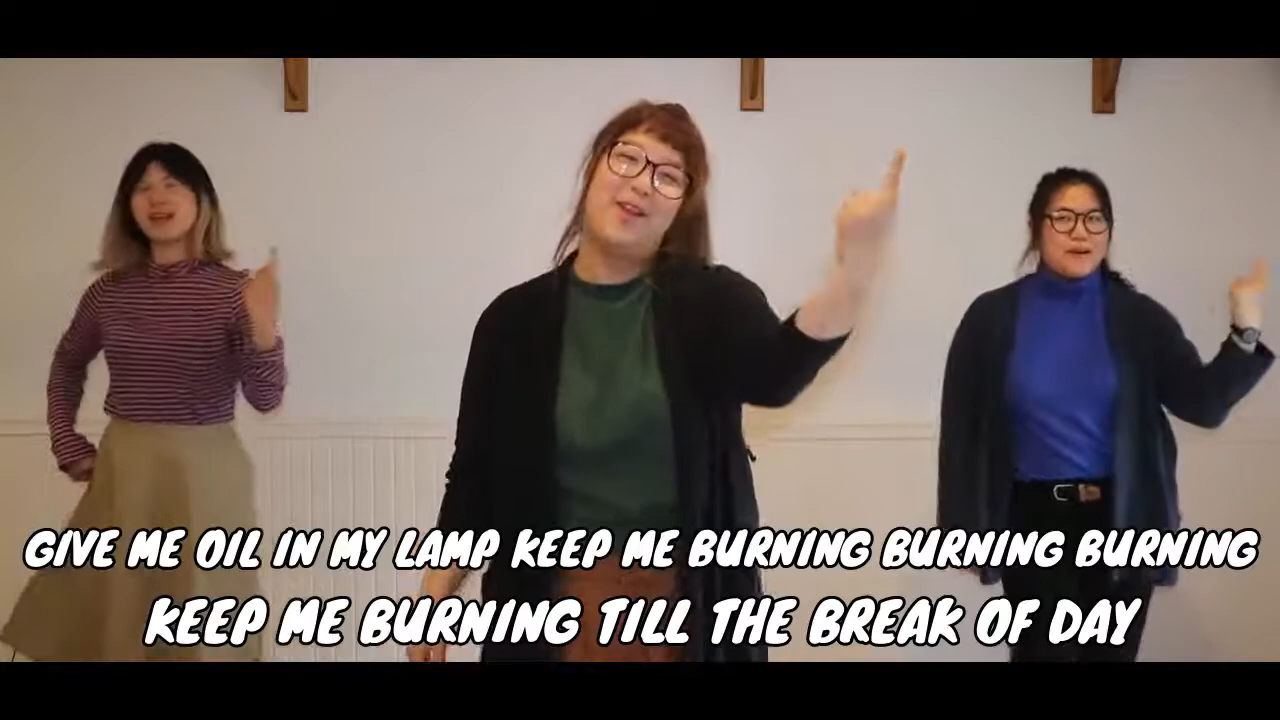 GIVE ME OIL IN MY LAMP KEEP ME BURNING BURNING BURNING
KEEP ME BURNING TILL THE BREAK OF DAY